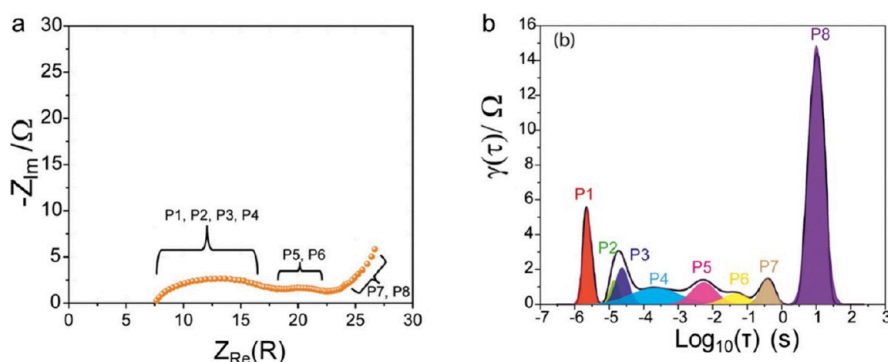 a
-Z_Im /Ω
30
25
20
15
10
5
0
P1, P2, P3, P4
P5, P6
P7, P8
0 5 10 15 20 25 30
Z_Re(R)
b
(b)
γ(τ)/ Ω
16
14
12
10
8
6
4
2
0
P1
P2
P3
P4
P5
P6
P7
P8
-7 -6 -5 -4 -3 -2 -1 0 1 2 3
Log₁₀(τ) (s)